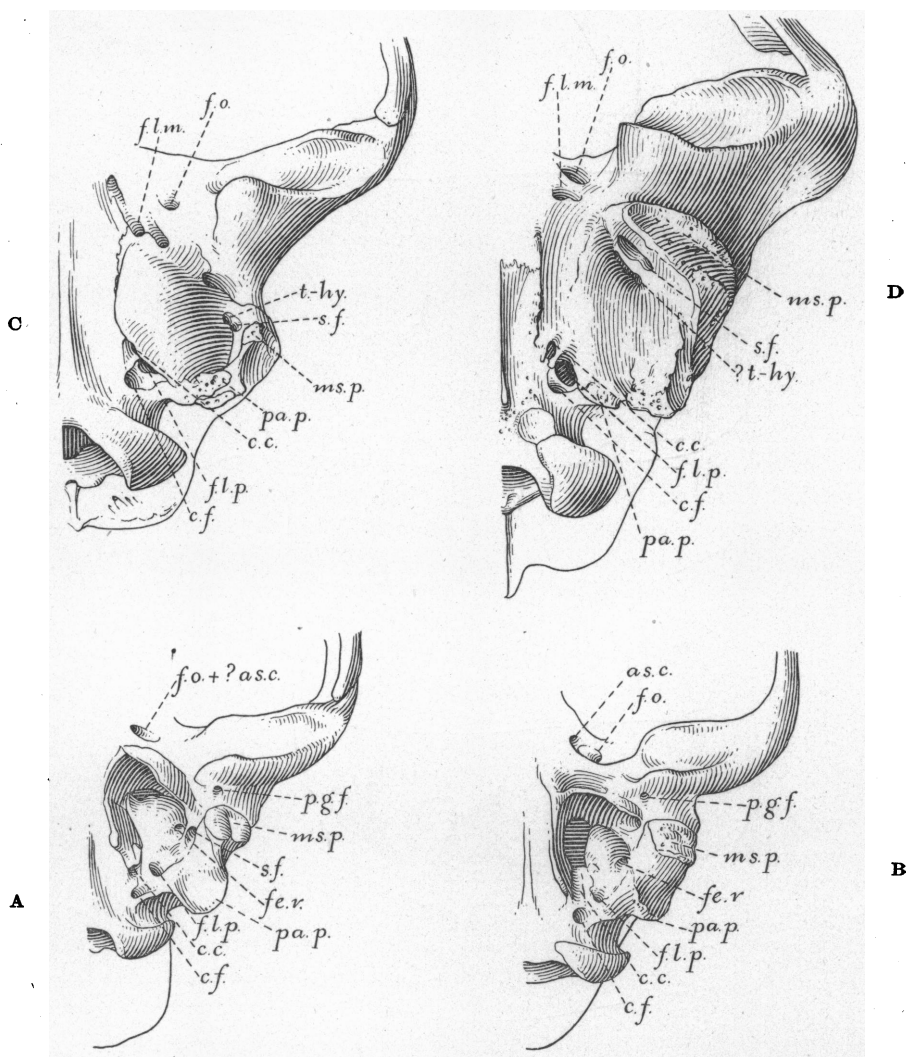 f.l.m.
f.o.
t.-hy.
s.f.
ms.p.
pa.p.
c.c.
f.l.p.
c.f.
C
f.l.m.
f.o.
ms.p.
s.f.
?t.-hy.
c.c.
f.l.p.
c.f.
pa.p.
D
f.o.+?as.c.
p.g.f.
ms.p.
s.f.
fe.r.
pa.p.
f.l.p.
c.c.
c.f.
A
as.c.
f.o.
p.g.f.
ms.p.
fe.r
pa.p.
f.l.p.
c.c.
c.f.
B